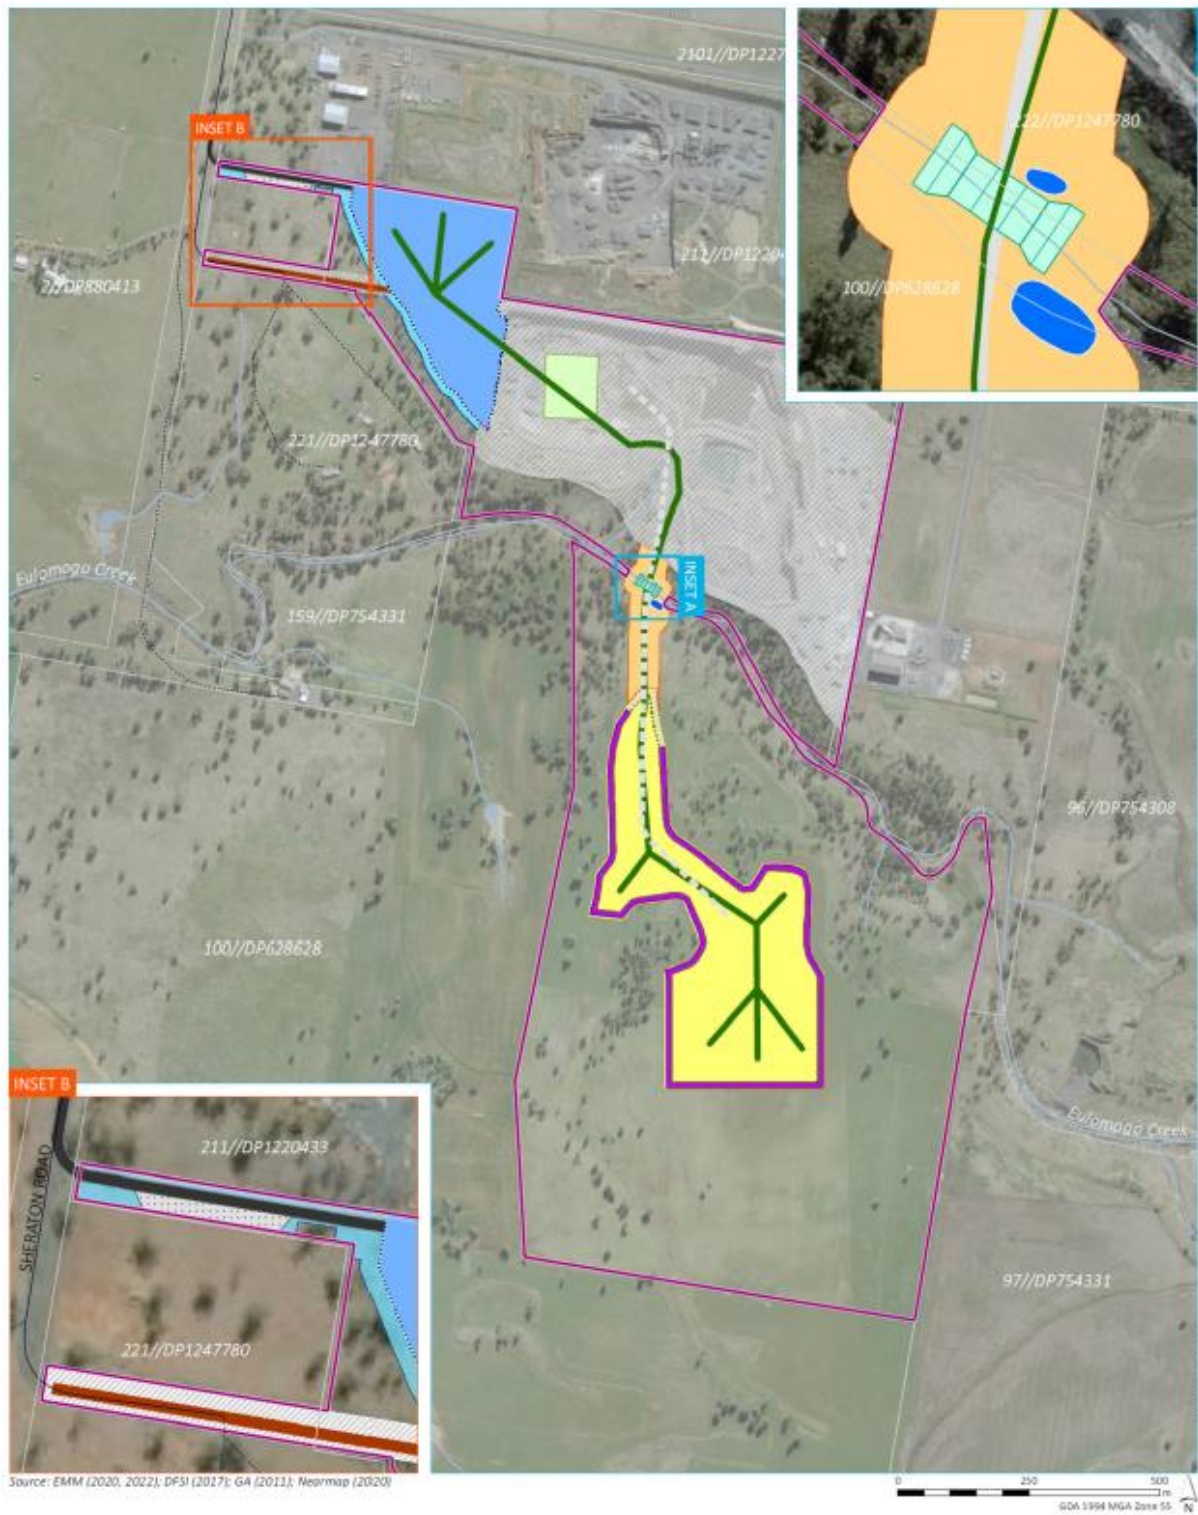 2101//DP1227
INSET B
222//DP1247780
211//DP1220
2//DP880413
100//DP628628
221//DP1247780
INSET A
Eulomogo Creek
159//DP754331
96//DP754308
100//DP628628
INSET B
Eulomogo Creek
211//DP1220433
SHERATON ROAD
97//DP754331
221//DP1247780
Source: EMM (2020, 2022); DFSI (2017); GA (2011); Nearmap (2020)
0 250 500
m
GDA 1994 MGA Zone 55 N